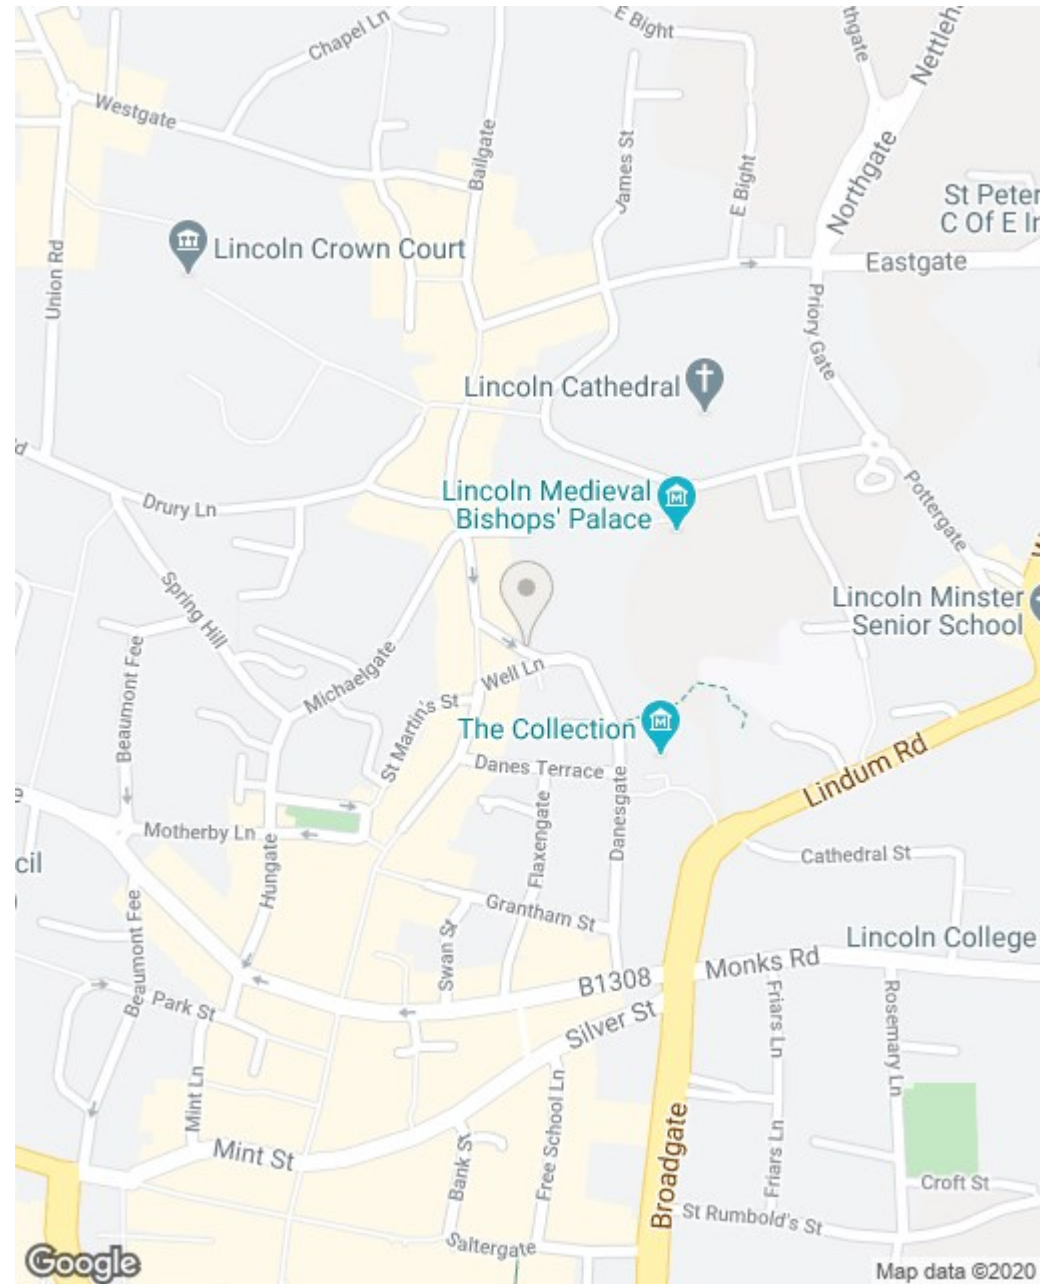 E Bight
thgate
Nettleh
Chapel Ln
Westgate
Bailgate
James St
E Bight
Northgate
St Peter
C Of E In
Lincoln Crown Court
Eastgate
Union Rd
Priory Gate
Lincoln Cathedral
Drury Ln
Lincoln Medieval
Bishops' Palace
Pottergate
Spring Hill
Lincoln Minster
Senior School
Beaumont Fee
Michaelgate
Well Ln
St Martin's St
The Collection
Danes Terrace
Lindum Rd
Motherby Ln
Flaxengate
Danesgate
Cathedral St
cil
Hungate
Beaumont Fee
Grantham St
Swan St
Lincoln College
B1308
Monks Rd
Park St
Silver St
Friars Ln
Rosemary Ln
Mint Ln
Free School Ln
Mint St
Bank St
Broadgate
Friars Ln
Croft St
St Rumbold's St
Saltergate
Google
Map data ©2020